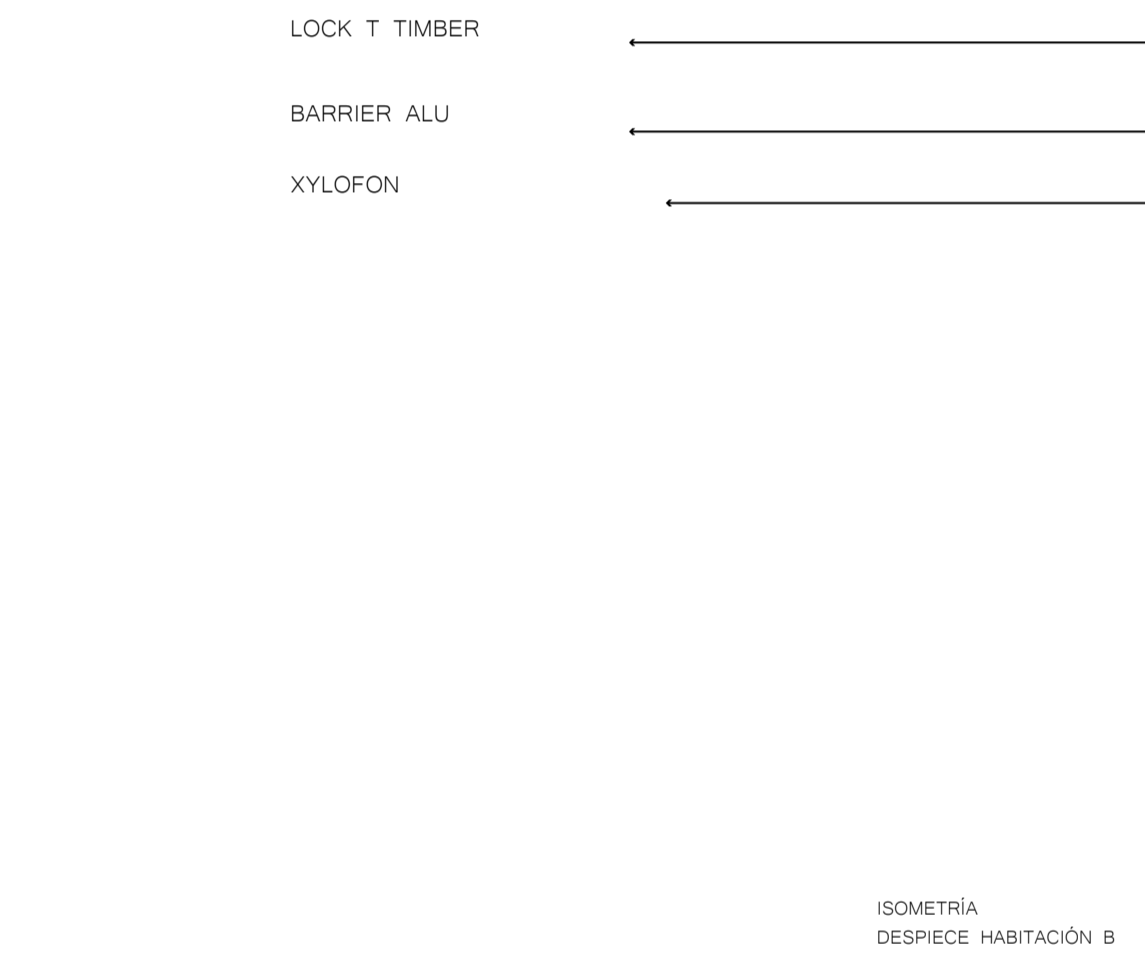 LOCK T TIMBER
BARRIER ALU
XYLOFON
ISOMETRÍA
DESPIECE HABITACIÓN B